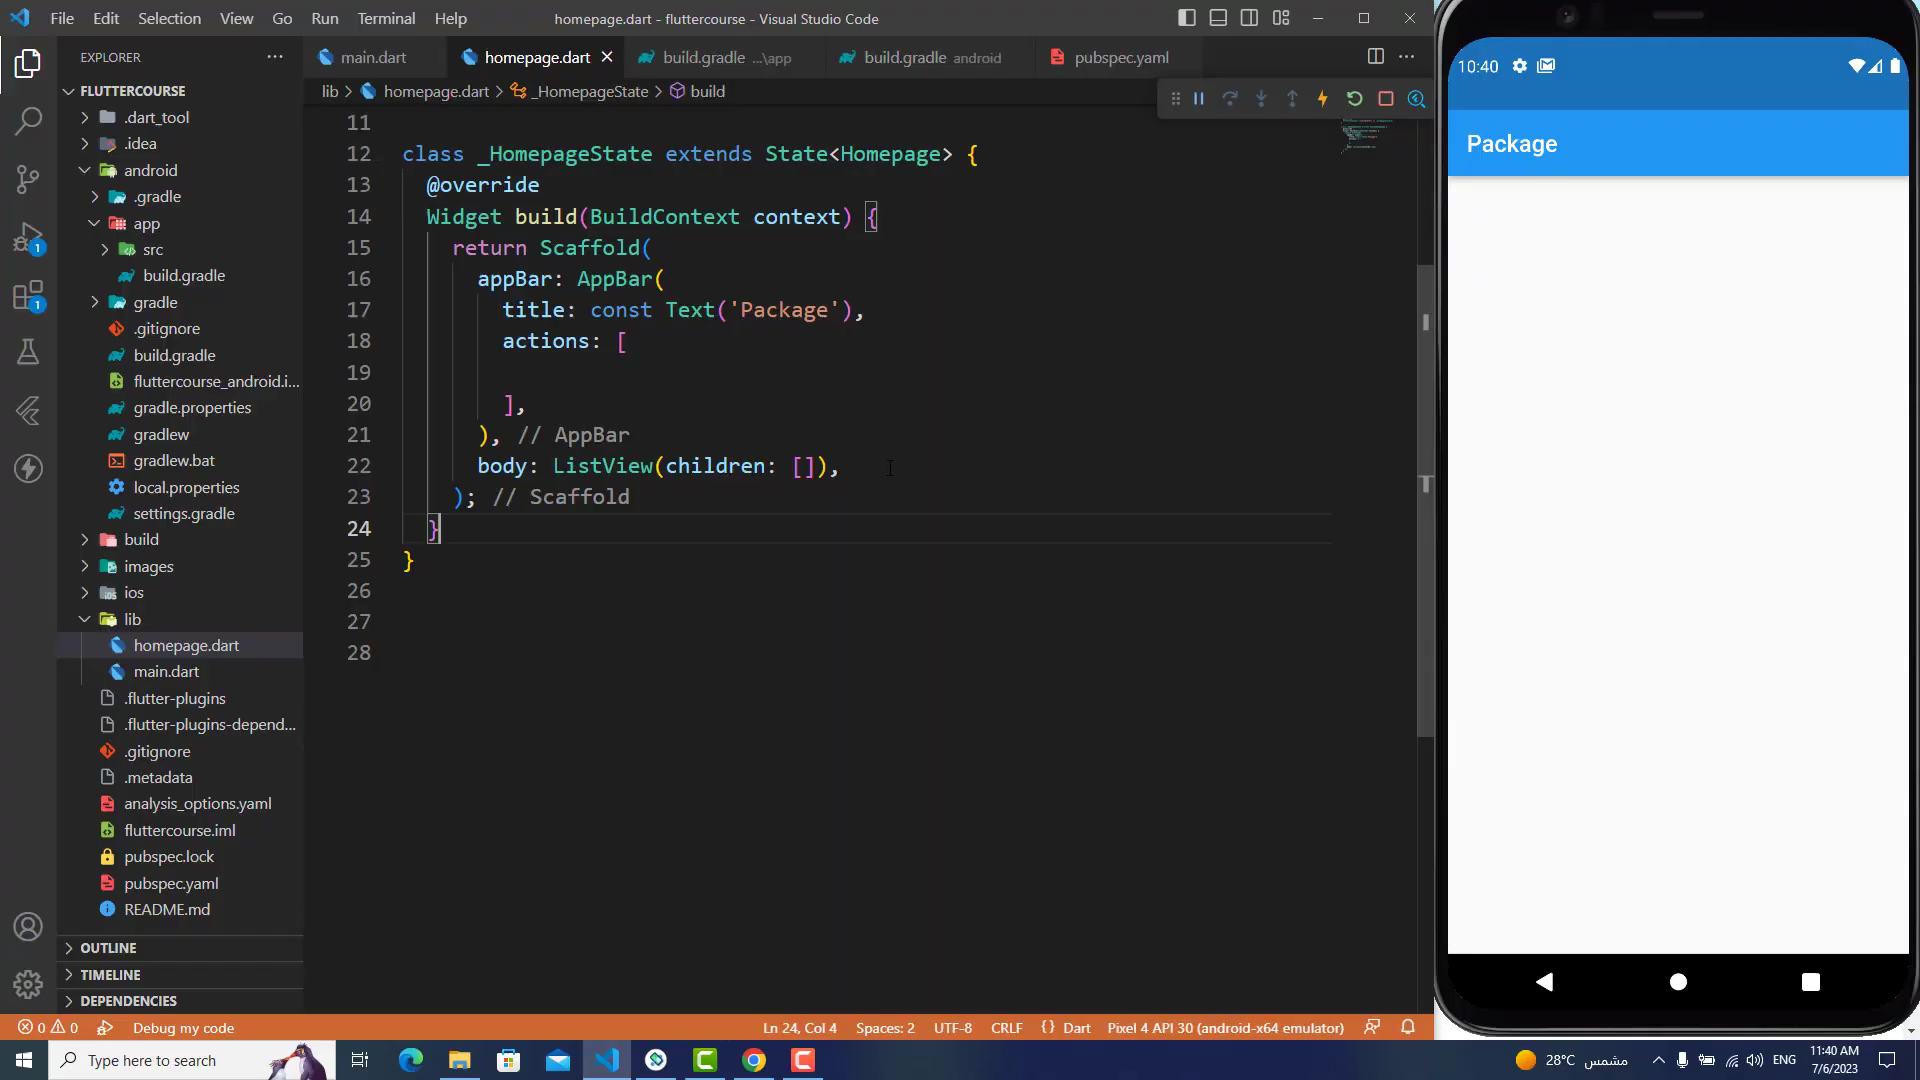 File Edit Selection View Go Run Terminal Help
homepage.dart - fluttercourse - Visual Studio Code
EXPLORER
main.dart
homepage.dart
build.gradle ...\app
build.gradle android
pubspec.yaml
lib > homepage.dart > _HomepageState > build
FLUTTERCOURSE
.dart_tool
.idea
android
.gradle
app
src
build.gradle
gradle
.gitignore
build.gradle
fluttercourse_android.i...
gradle.properties
gradlew
gradlew.bat
local.properties
settings.gradle
build
images
ios
lib
homepage.dart
main.dart
.flutter-plugins
.flutter-plugins-depend...
.gitignore
.metadata
analysis_options.yaml
fluttercourse.iml
pubspec.lock
pubspec.yaml
README.md
OUTLINE
TIMELINE
DEPENDENCIES
1
1
11
12 class _HomepageState extends State<Homepage> {
13 @override
14 Widget build(BuildContext context) {
15 return Scaffold(
16 appBar: AppBar(
17 title: const Text('Package'),
18 actions: [
19
20 ],
21 ), // AppBar
22 body: ListView(children: []),
23 ); // Scaffold
24 }
25 }
26
27
28
10:40
Package
0 0 Debug my code
Ln 24, Col 4 Spaces: 2 UTF-8 CRLF {} Dart Pixel 4 API 30 (android-x64 emulator)
Type here to search
28°C مشمس
ENG
11:40 AM
7/6/2023